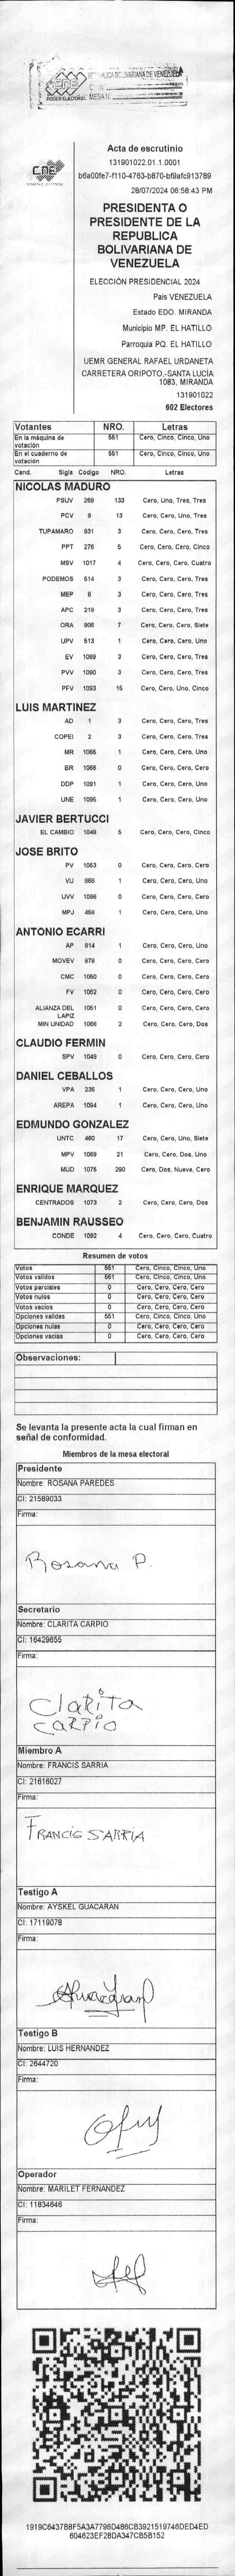 REPÚBLICA BOLIVARIANA DE VENEZUELA
CNE
PODER ELECTORAL MESA Nº
CNE
Acta de escrutinio
131901022.01.1.0001
b6a00fe7-f110-4763-b870-bf9afc913789
28/07/2024 06:58:43 PM
PRESIDENTA O
PRESIDENTE DE LA
REPUBLICA
BOLIVARIANA DE
VENEZUELA
ELECCIÓN PRESIDENCIAL 2024
Pais VENEZUELA
Estado EDO. MIRANDA
Municipio MP. EL HATILLO
Parroquia PQ. EL HATILLO
UEMR GENERAL RAFAEL URDANETA
CARRETERA ORIPOTO,-SANTA LUCÍA
1083, MIRANDA
131901022
602 Electores
Votantes NRO. Letras
En la máquina de votación 551 Cero, Cinco, Cinco, Uno
En el cuaderno de votación 551 Cero, Cinco, Cinco, Uno
Cand. Sigla Código NRO. Letras
NICOLAS MADURO
PSUV 269 133 Cero, Uno, Tres, Tres
PCV 9 13 Cero, Cero, Uno, Tres
TUPAMARO 931 3 Cero, Cero, Cero, Tres
PPT 276 5 Cero, Cero, Cero, Cinco
MSV 1017 4 Cero, Cero, Cero, Cuatro
PODEMOS 514 3 Cero, Cero, Cero, Tres
MEP 6 3 Cero, Cero, Cero, Tres
APC 219 3 Cero, Cero, Cero, Tres
ORA 906 7 Cero, Cero, Cero, Siete
UPV 513 1 Cero, Cero, Cero, Uno
EV 1089 3 Cero, Cero, Cero, Tres
PVV 1090 3 Cero, Cero, Cero, Tres
PFV 1093 15 Cero, Cero, Uno, Cinco
LUIS MARTINEZ
AD 1 3 Cero, Cero, Cero, Tres
COPEI 2 3 Cero, Cero, Cero, Tres
MR 1065 1 Cero, Cero, Cero, Uno
BR 1066 0 Cero, Cero, Cero, Cero
DDP 1091 1 Cero, Cero, Cero, Uno
UNE 1095 1 Cero, Cero, Cero, Uno
JAVIER BERTUCCI
EL CAMBIO 1048 5 Cero, Cero, Cero, Cinco
JOSE BRITO
PV 1053 0 Cero, Cero, Cero, Cero
VU 868 1 Cero, Cero, Cero, Uno
UVV 1096 0 Cero, Cero, Cero, Cero
MPJ 458 1 Cero, Cero, Cero, Uno
ANTONIO ECARRI
AP 814 1 Cero, Cero, Cero, Uno
MOVEV 878 0 Cero, Cero, Cero, Cero
CMC 1050 0 Cero, Cero, Cero, Cero
FV 1062 0 Cero, Cero, Cero, Cero
ALIANZA DEL LAPIZ 1051 0 Cero, Cero, Cero, Cero
MIN UNIDAD 1068 2 Cero, Cero, Cero, Dos
CLAUDIO FERMIN
SPV 1049 0 Cero, Cero, Cero, Cero
DANIEL CEBALLOS
VPA 236 1 Cero, Cero, Cero, Uno
AREPA 1094 1 Cero, Cero, Cero, Uno
EDMUNDO GONZALEZ
UNTC 460 17 Cero, Cero, Uno, Siete
MPV 1069 21 Cero, Cero, Dos, Uno
MUD 1075 290 Cero, Dos, Nueve, Cero
ENRIQUE MARQUEZ
CENTRADOS 1073 2 Cero, Cero, Cero, Dos
BENJAMIN RAUSSEO
CONDE 1092 4 Cero, Cero, Cero, Cuatro
Resumen de votos
Votos 551 Cero, Cinco, Cinco, Uno
Votos validos 551 Cero, Cinco, Cinco, Uno
Votos parciales 0 Cero, Cero, Cero, Cero
Votos nulos 0 Cero, Cero, Cero, Cero
Votos vacios 0 Cero, Cero, Cero, Cero
Opciones validas 551 Cero, Cinco, Cinco, Uno
Opciones nulas 0 Cero, Cero, Cero, Cero
Opciones vacias 0 Cero, Cero, Cero, Cero
Observaciones:
Se levanta la presente acta la cual firman en
señal de conformidad.
Miembros de la mesa electoral
Presidente
Nombre: ROSANA PAREDES
CI: 21589033
Firma:
Rosana P.
Secretario
Nombre: CLARITA CARPIO
CI: 16429655
Firma:
Clarita
CARPIO
Miembro A
Nombre: FRANCIS SARRIA
CI: 21616027
Firma:
FRANCIS SARRIA
Testigo A
Nombre: AYSKEL GUACARAN
CI: 17119078
Firma:
Testigo B
Nombre: LUIS HERNANDEZ
CI: 2644720
Firma:
Operador
Nombre: MARILET FERNANDEZ
CI: 11834646
Firma:
1919C6437B8F5A3A7796D486CB3921519746DED4ED
604623EF28DA347CB5B152